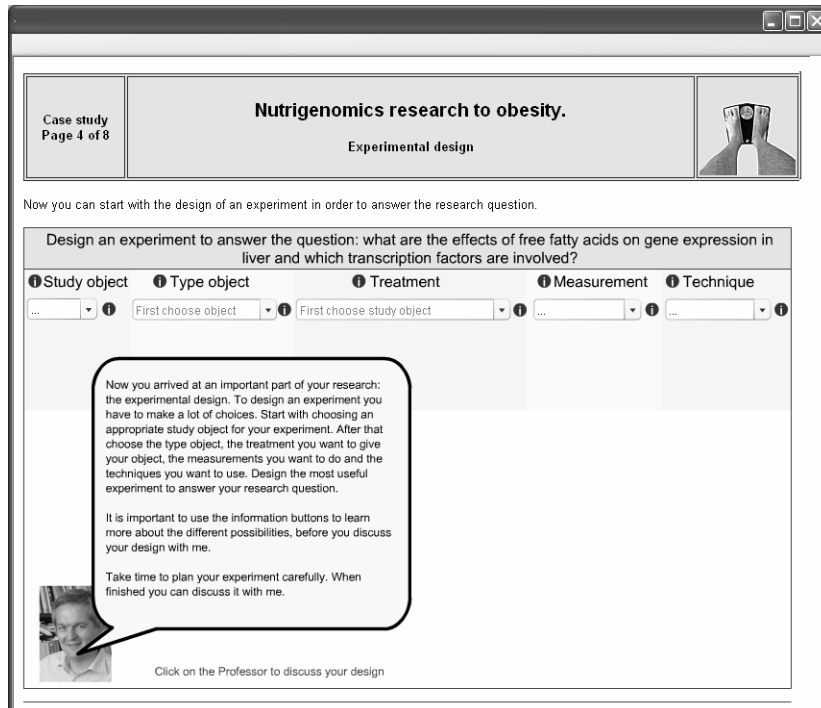 Case study
Page 4 of 8
Nutrigenomics research to obesity.
Experimental design
Now you can start with the design of an experiment in order to answer the research question.
Design an experiment to answer the question: what are the effects of free fatty acids on gene expression in
liver and which transcription factors are involved?
Study object Type object Treatment Measurement Technique
... First choose object First choose study object ... ...
Now you arrived at an important part of your research:
the experimental design. To design an experiment you
have to make a lot of choices. Start with choosing an
appropriate study object for your experiment. After that
choose the type object, the treatment you want to give
your object, the measurements you want to do and the
techniques you want to use. Design the most useful
experiment to answer your research question.
It is important to use the information buttons to learn
more about the different possibilities, before you discuss
your design with me.
Take time to plan your experiment carefully. When
finished you can discuss it with me.
Click on the Professor to discuss your design